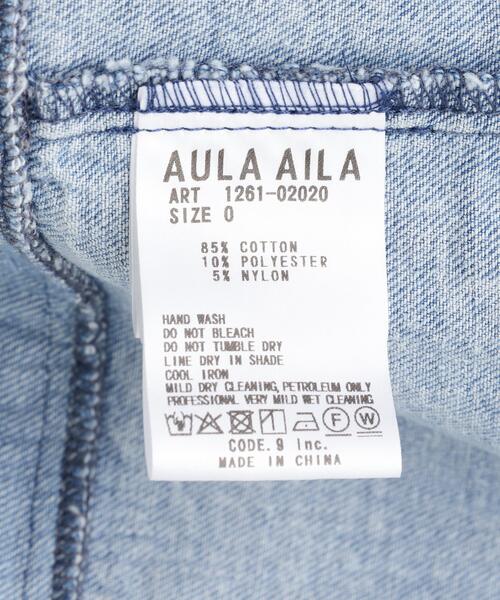 AULA AILA
ART 1261-02020
SIZE 0
85% COTTON
10% POLYESTER
5% NYLON
HAND WASH
DO NOT BLEACH
DO NOT TUMBLE DRY
LINE DRY IN SHADE
COOL IRON
MILD DRY CLEANING, PETROLEUM ONLY
PROFESSIONAL VERY MILD WET CLEANING
F W
CODE.9 Inc.
MADE IN CHINA